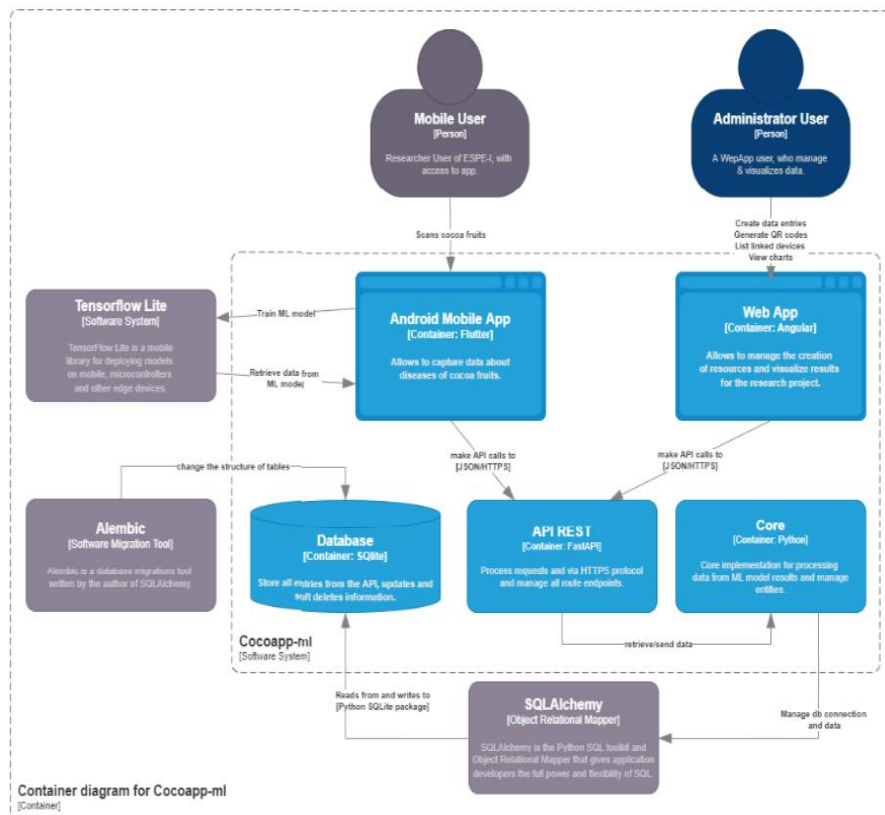 Mobile User
[Person]
Researcher User of ESPE-I, with
access to app.
Administrator User
[Person]
A WepApp user, who manage
& visualizes data.
Scans cocoa fruits
Create data entries
Generate QR codes
List linked devices
View charts
Tensorflow Lite
[Software System]
TensorFlow Lite is a mobile
library for deploying models
on mobile, microcontrollers
and other edge devices.
Train ML model
Retrieve data from
ML model
Android Mobile App
[Container: Flutter]
Allows to capture data about
diseases of cocoa fruits.
Web App
[Container: Angular]
Allows to manage the creation
of resources and visualize results
for the research project.
make API calls to
[JSON/HTTPS]
make API calls to
[JSON/HTTPS]
change the structure of tables
Alembic
[Software Migration Tool]
Alembic is a database migrations tool
written by the author of SQLAlchemy.
Database
[Container: SQlite]
Store all entries from the API, updates and
soft deletes information.
API REST
[Container: FastAPI]
Process requests and via HTTPS protocol
and manage all route endpoints.
Core
[Container: Python]
Core implementation for processing
data from ML model results and manage
entities.
retrieve/send data
Cocoapp-ml
[Software System]
Reads from and writes to
[Python SQLite package]
SQLAlchemy
[Object Relational Mapper]
SQLAlchemy is the Python SQL toolkit and
Object Relational Mapper that gives application
developers the full power and flexibility of SQL.
Manage db connection
and data
Container diagram for Cocoapp-ml
[Container]